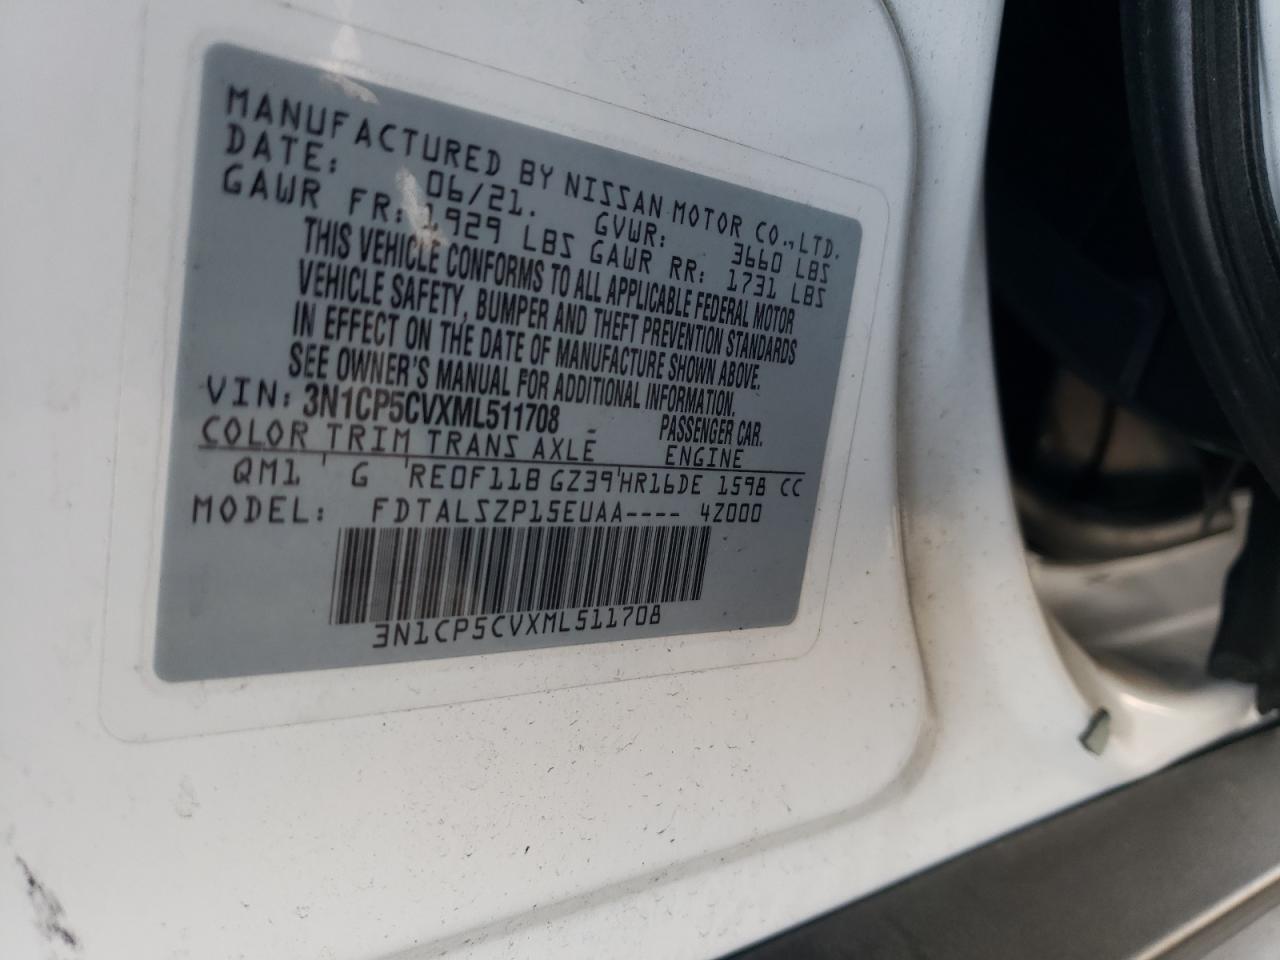 MANUFACTURED BY NISSAN MOTOR CO., LTD.
DATE: 06/21. GVWR: 3660 LBS
GAWR FR: 1929 LBS GAWR RR: 1731 LBS
THIS VEHICLE CONFORMS TO ALL APPLICABLE FEDERAL MOTOR
VEHICLE SAFETY, BUMPER AND THEFT PREVENTION STANDARDS
IN EFFECT ON THE DATE OF MANUFACTURE SHOWN ABOVE.
SEE OWNER'S MANUAL FOR ADDITIONAL INFORMATION.
VIN: 3N1CP5CVXML511708 - PASSENGER CAR.
COLOR TRIM TRANS AXLE ENGINE
QM1 G RE0F11B GZ39 HR16DE 1598 CC
MODEL: FDTALSZP15EUAA---- 4Z000
3N1CP5CVXML511708